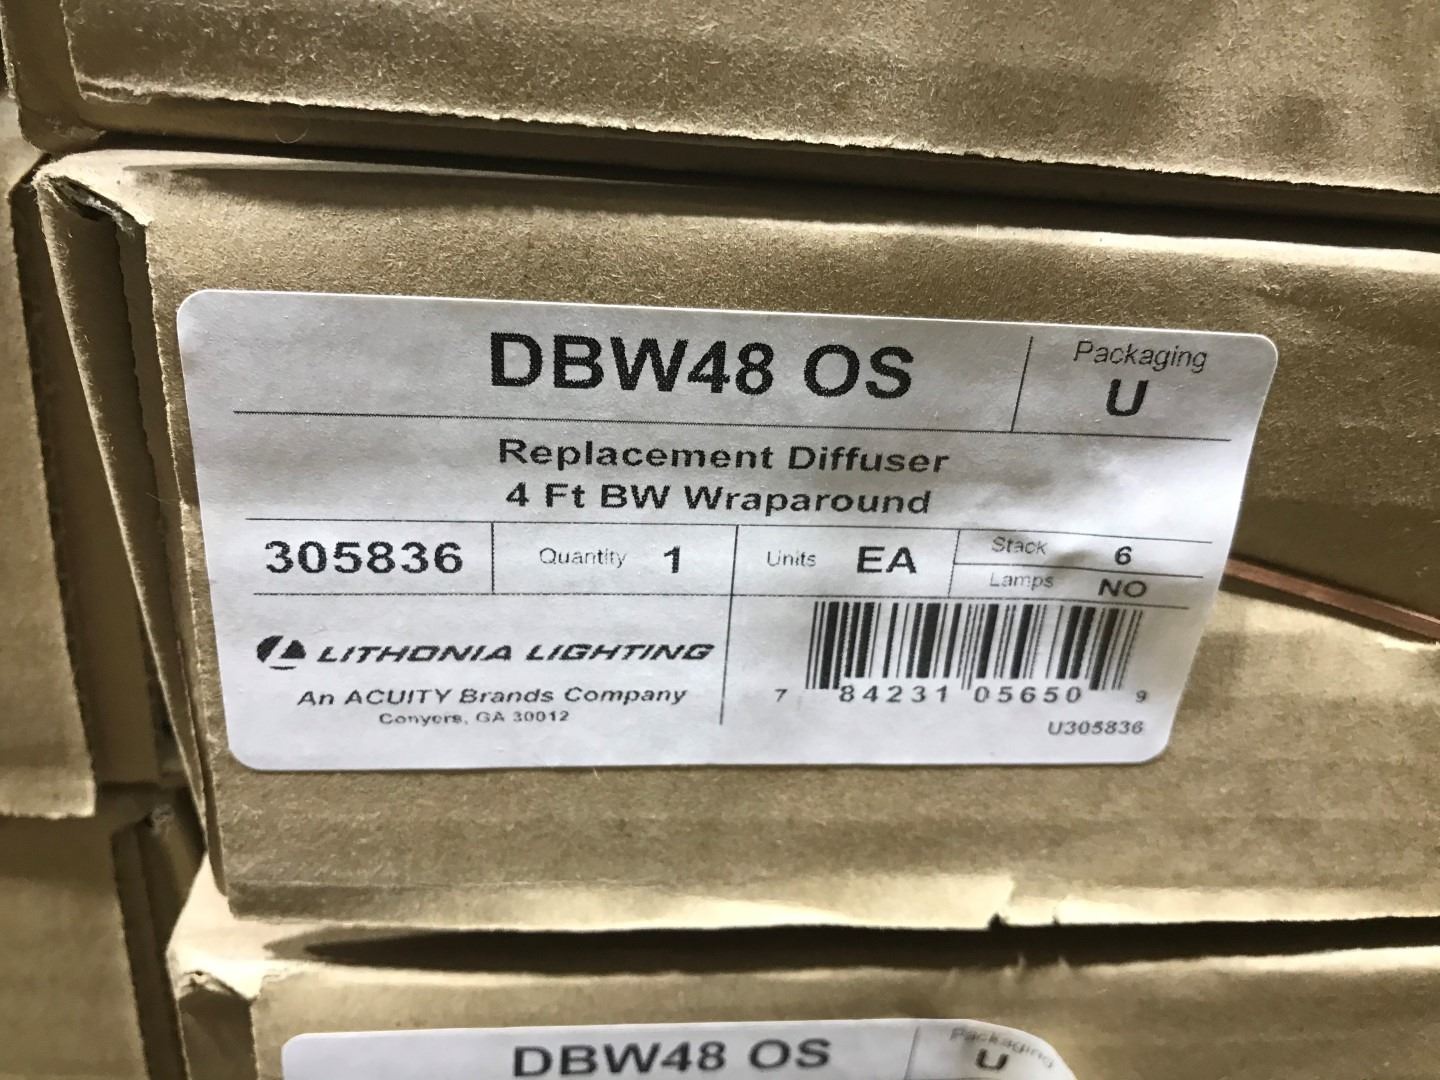 DBW48 OS
Packaging
U
Replacement Diffuser
4 Ft BW Wraparound
305836
Quantity 1
Units EA
Stack 6
Lamps NO
LITHONIA LIGHTING
An ACUITY Brands Company
Conyers, GA 30012
7 84231 05650 9
U305836
DBW48 OS
Packaging
U